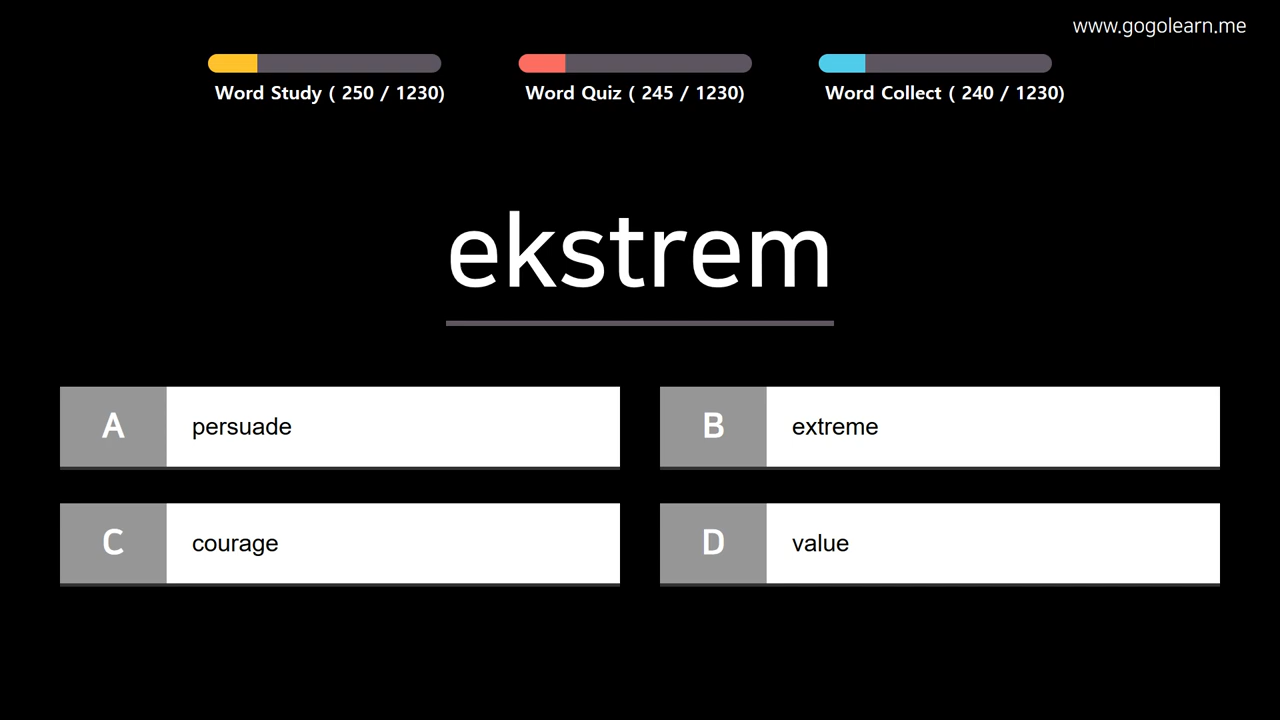 www.gogolearn.me
Word Study ( 250 / 1230)
Word Quiz ( 245 / 1230)
Word Collect ( 240 / 1230)
ekstrem
A persuade
B extreme
C courage
D value